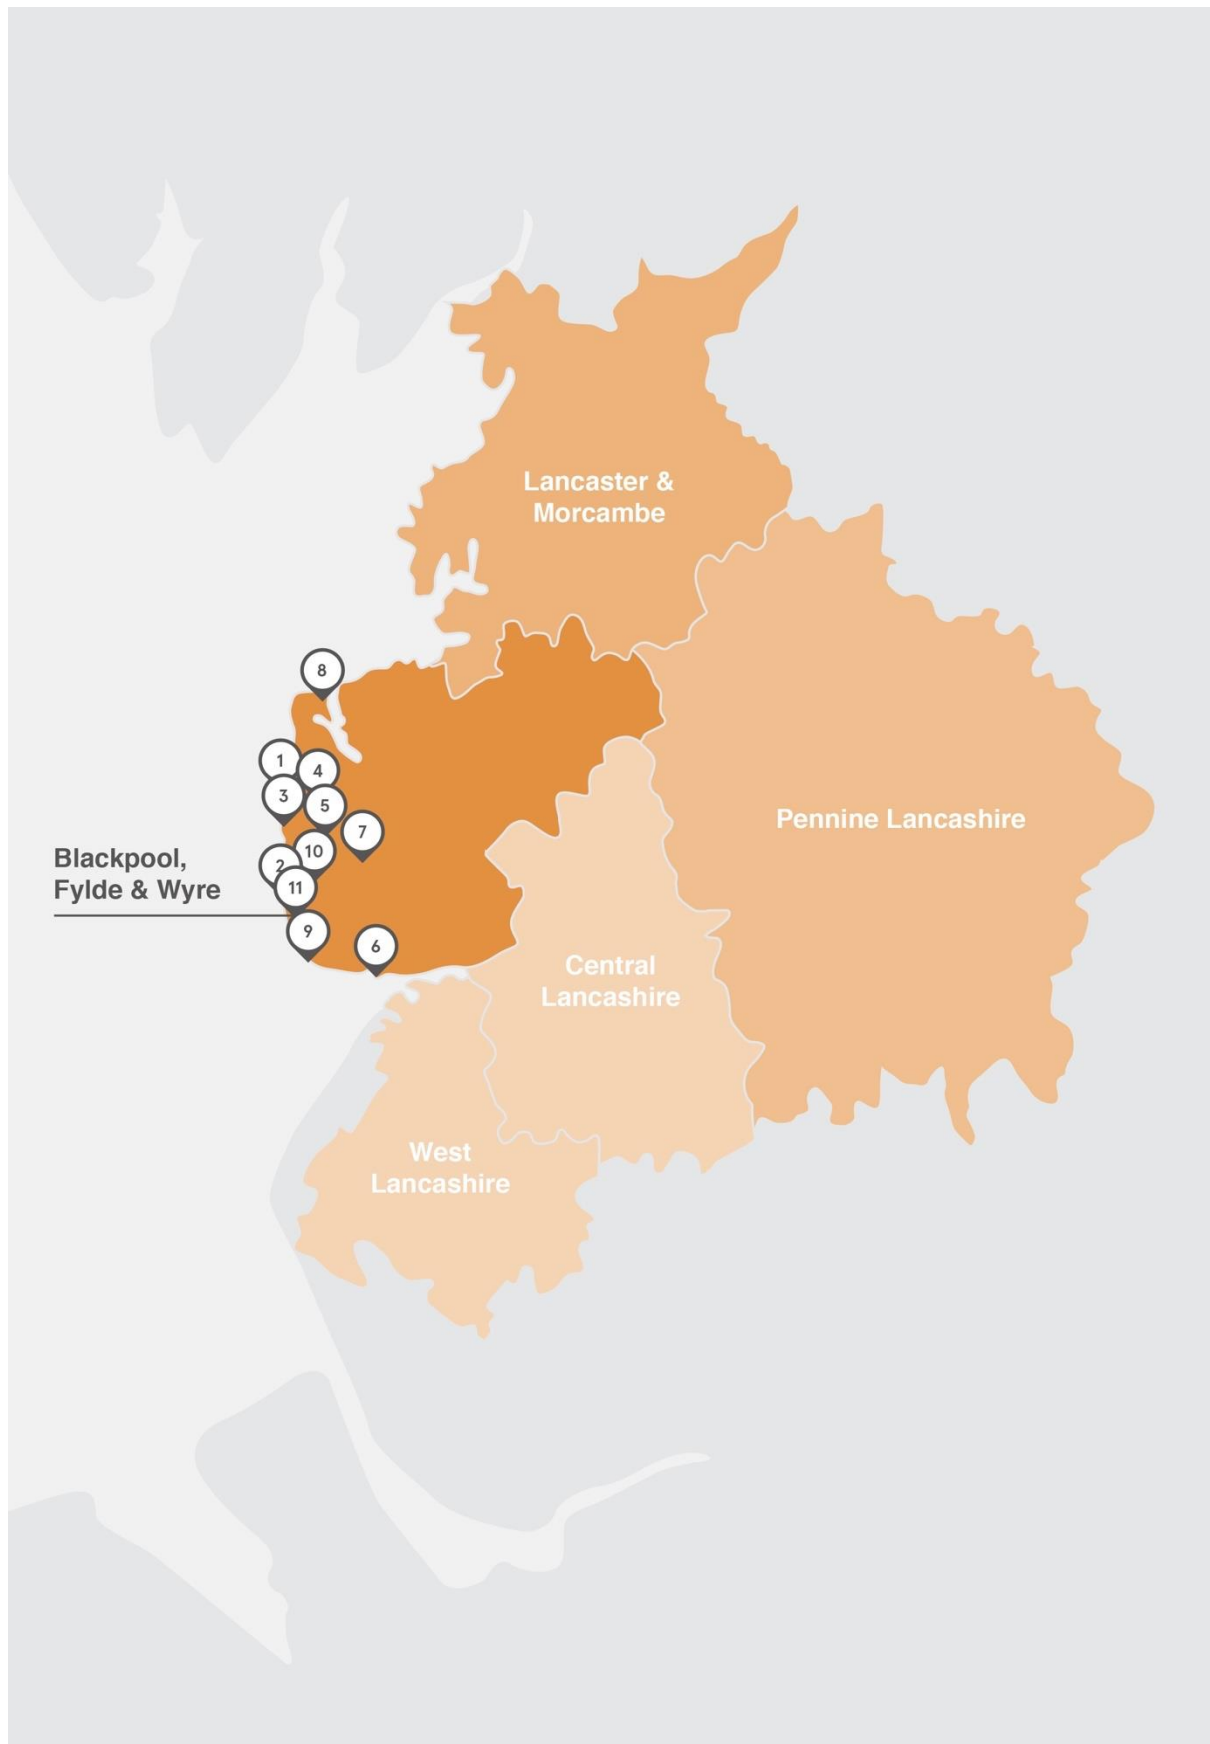 Lancaster &
Morcambe
8
1
4
3
5
7
Pennine Lancashire
10
2
Blackpool,
Fylde & Wyre
11
9
6
Central
Lancashire
West
Lancashire